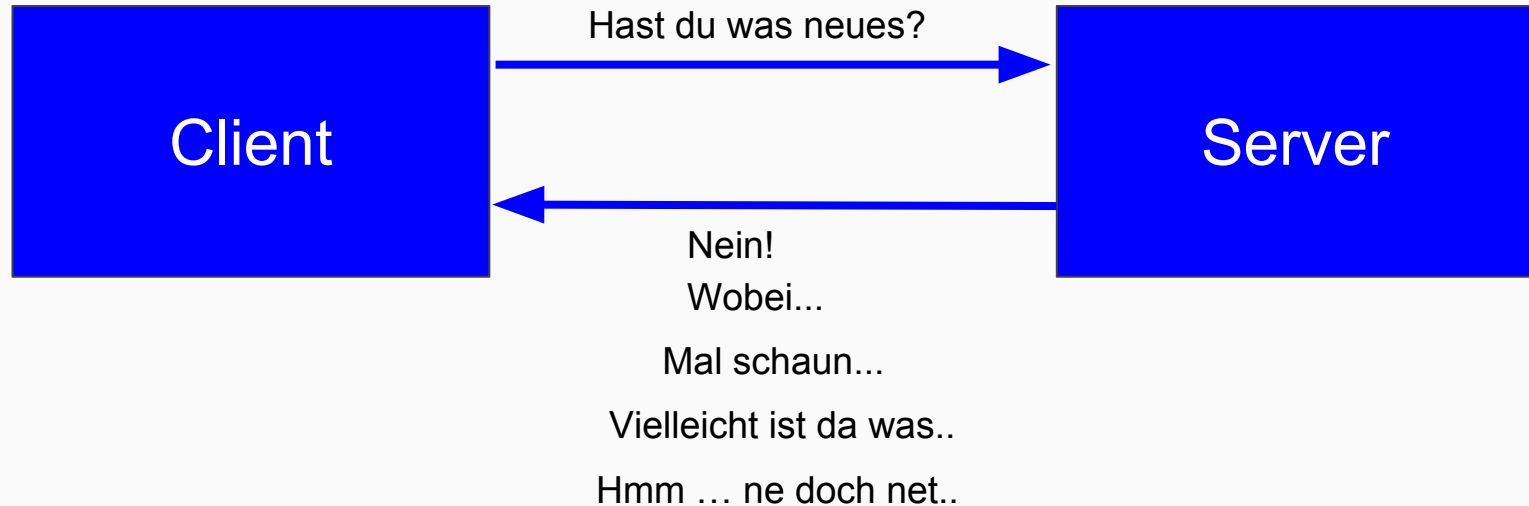 Hast du was neues?
Client
Server
Nein!
Wobei...
Mal schaun...
Vielleicht ist da was..
Hmm … ne doch net..